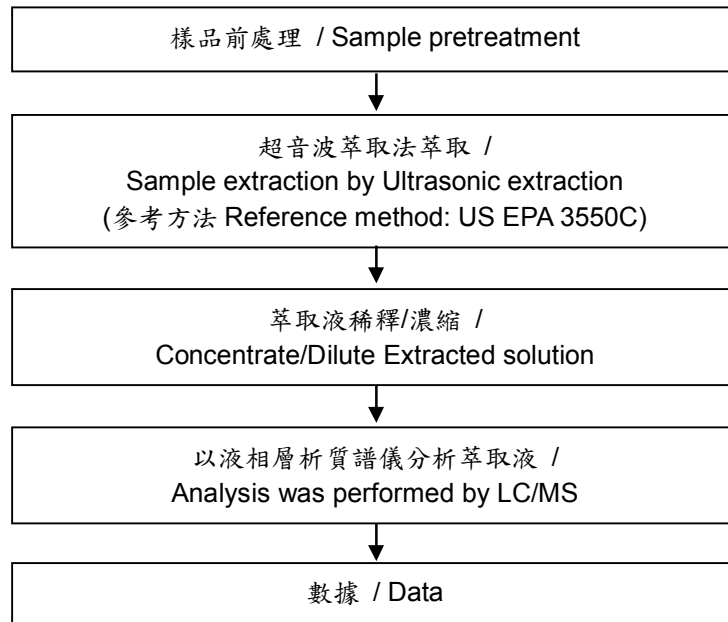 樣品前處理 / Sample pretreatment
超音波萃取法萃取 /
Sample extraction by Ultrasonic extraction
(參考方法 Reference method: US EPA 3550C)
萃取液稀釋/濃縮 /
Concentrate/Dilute Extracted solution
以液相層析質譜儀分析萃取液 /
Analysis was performed by LC/MS
數據 / Data